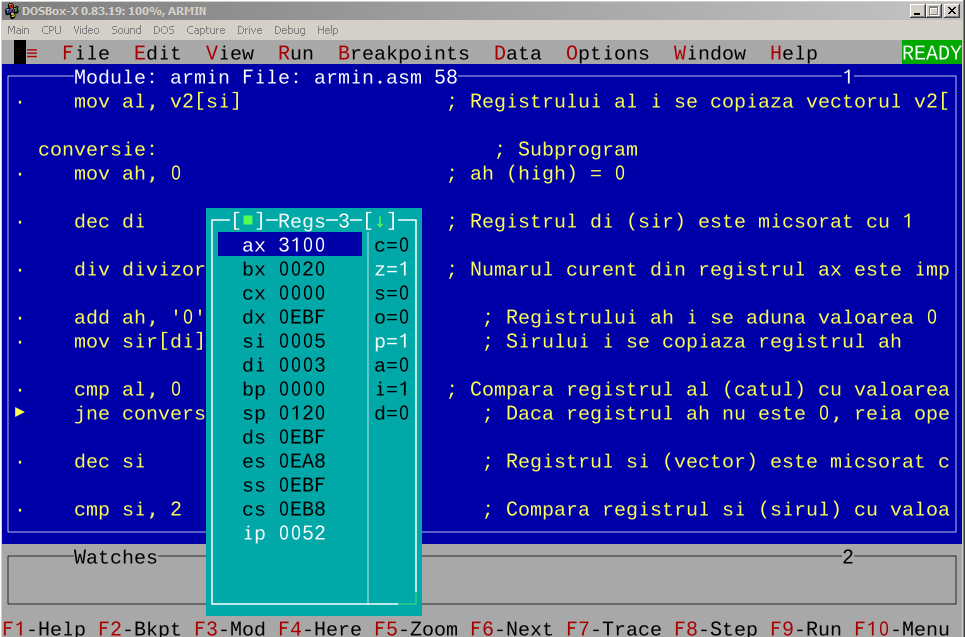 DOSBox-X 0.83.19: 100%, ARMIN
Main CPU Video Sound DOS Capture Drive Debug Help
≡ File Edit View Run Breakpoints Data Options Window Help READY
Module: armin File: armin.asm 58 1
mov al, v2[si] ; Registrului al i se copiaza vectorul v2[
conversie: ; Subprogram
mov ah, 0 ; ah (high) = 0
dec di ; Registrul di (sir) este micsorat cu 1
div divizor ; Numarul curent din registrul ax este imp
add ah, '0' ; Registrului ah i se aduna valoarea 0
mov sir[di] ; Sirului i se copiaza registrul ah
cmp al, 0 ; Compara registrul al (catul) cu valoarea
jne convers ; Daca registrul ah nu este 0, reia ope
dec si ; Registrul si (vector) este micsorat c
cmp si, 2 ; Compara registrul si (sirul) cu valoa
[■]=Regs=3=[↓]
ax 3100 c=0
bx 0020 z=1
cx 0000 s=0
dx 0EBF o=0
si 0005 p=1
di 0003 a=0
bp 0000 i=1
sp 0120 d=0
ds 0EBF
es 0EA8
ss 0EBF
cs 0EB8
ip 0052
Watches 2
F1-Help F2-Bkpt F3-Mod F4-Here F5-Zoom F6-Next F7-Trace F8-Step F9-Run F10-Menu